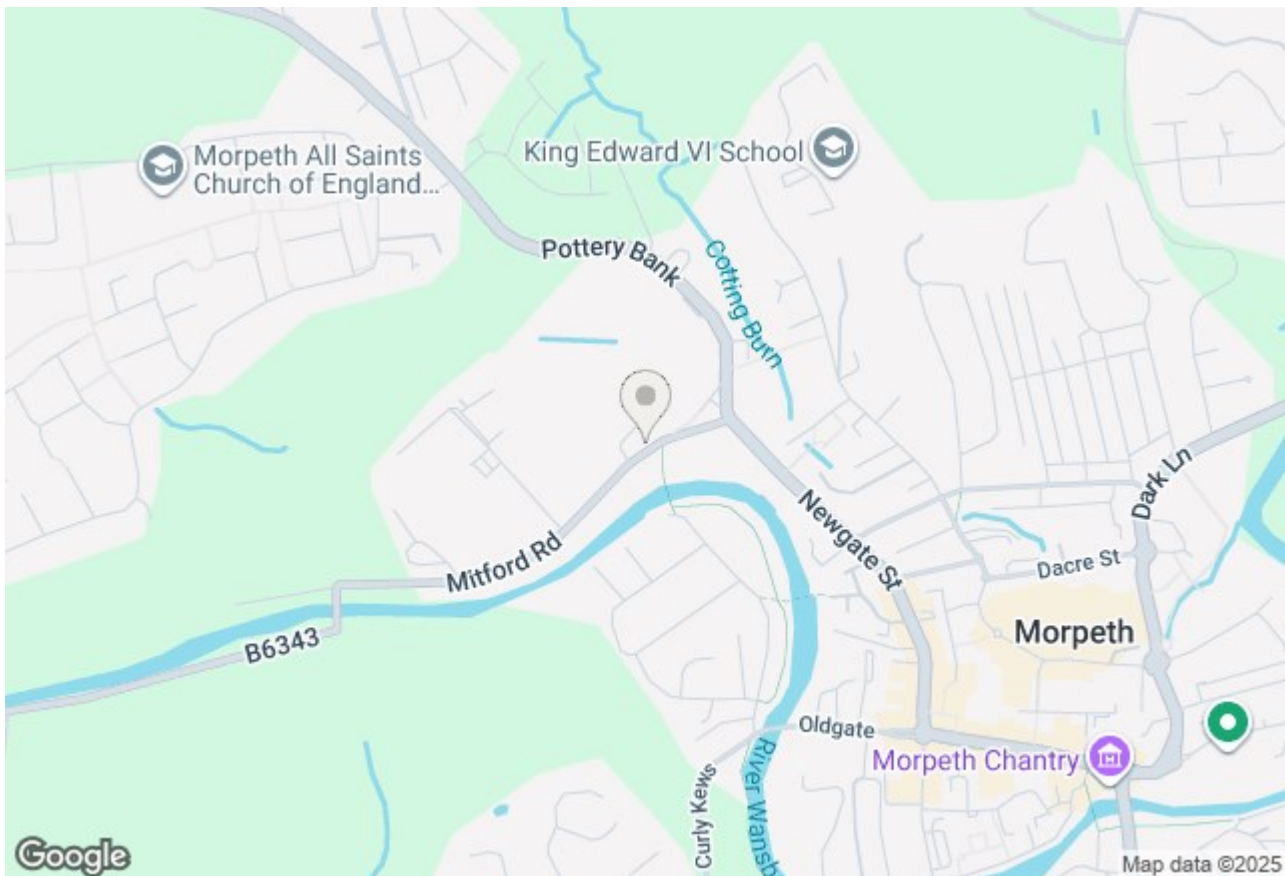 Morpeth All Saints
Church of England...
King Edward VI School
Pottery Bank
Cotting Burn
Mitford Rd
B6343
Newgate St
Dark Ln
Dacre St
Morpeth
Oldgate
Morpeth Chantry
Curly Kews
River Wansb
Google
Map data ©2025